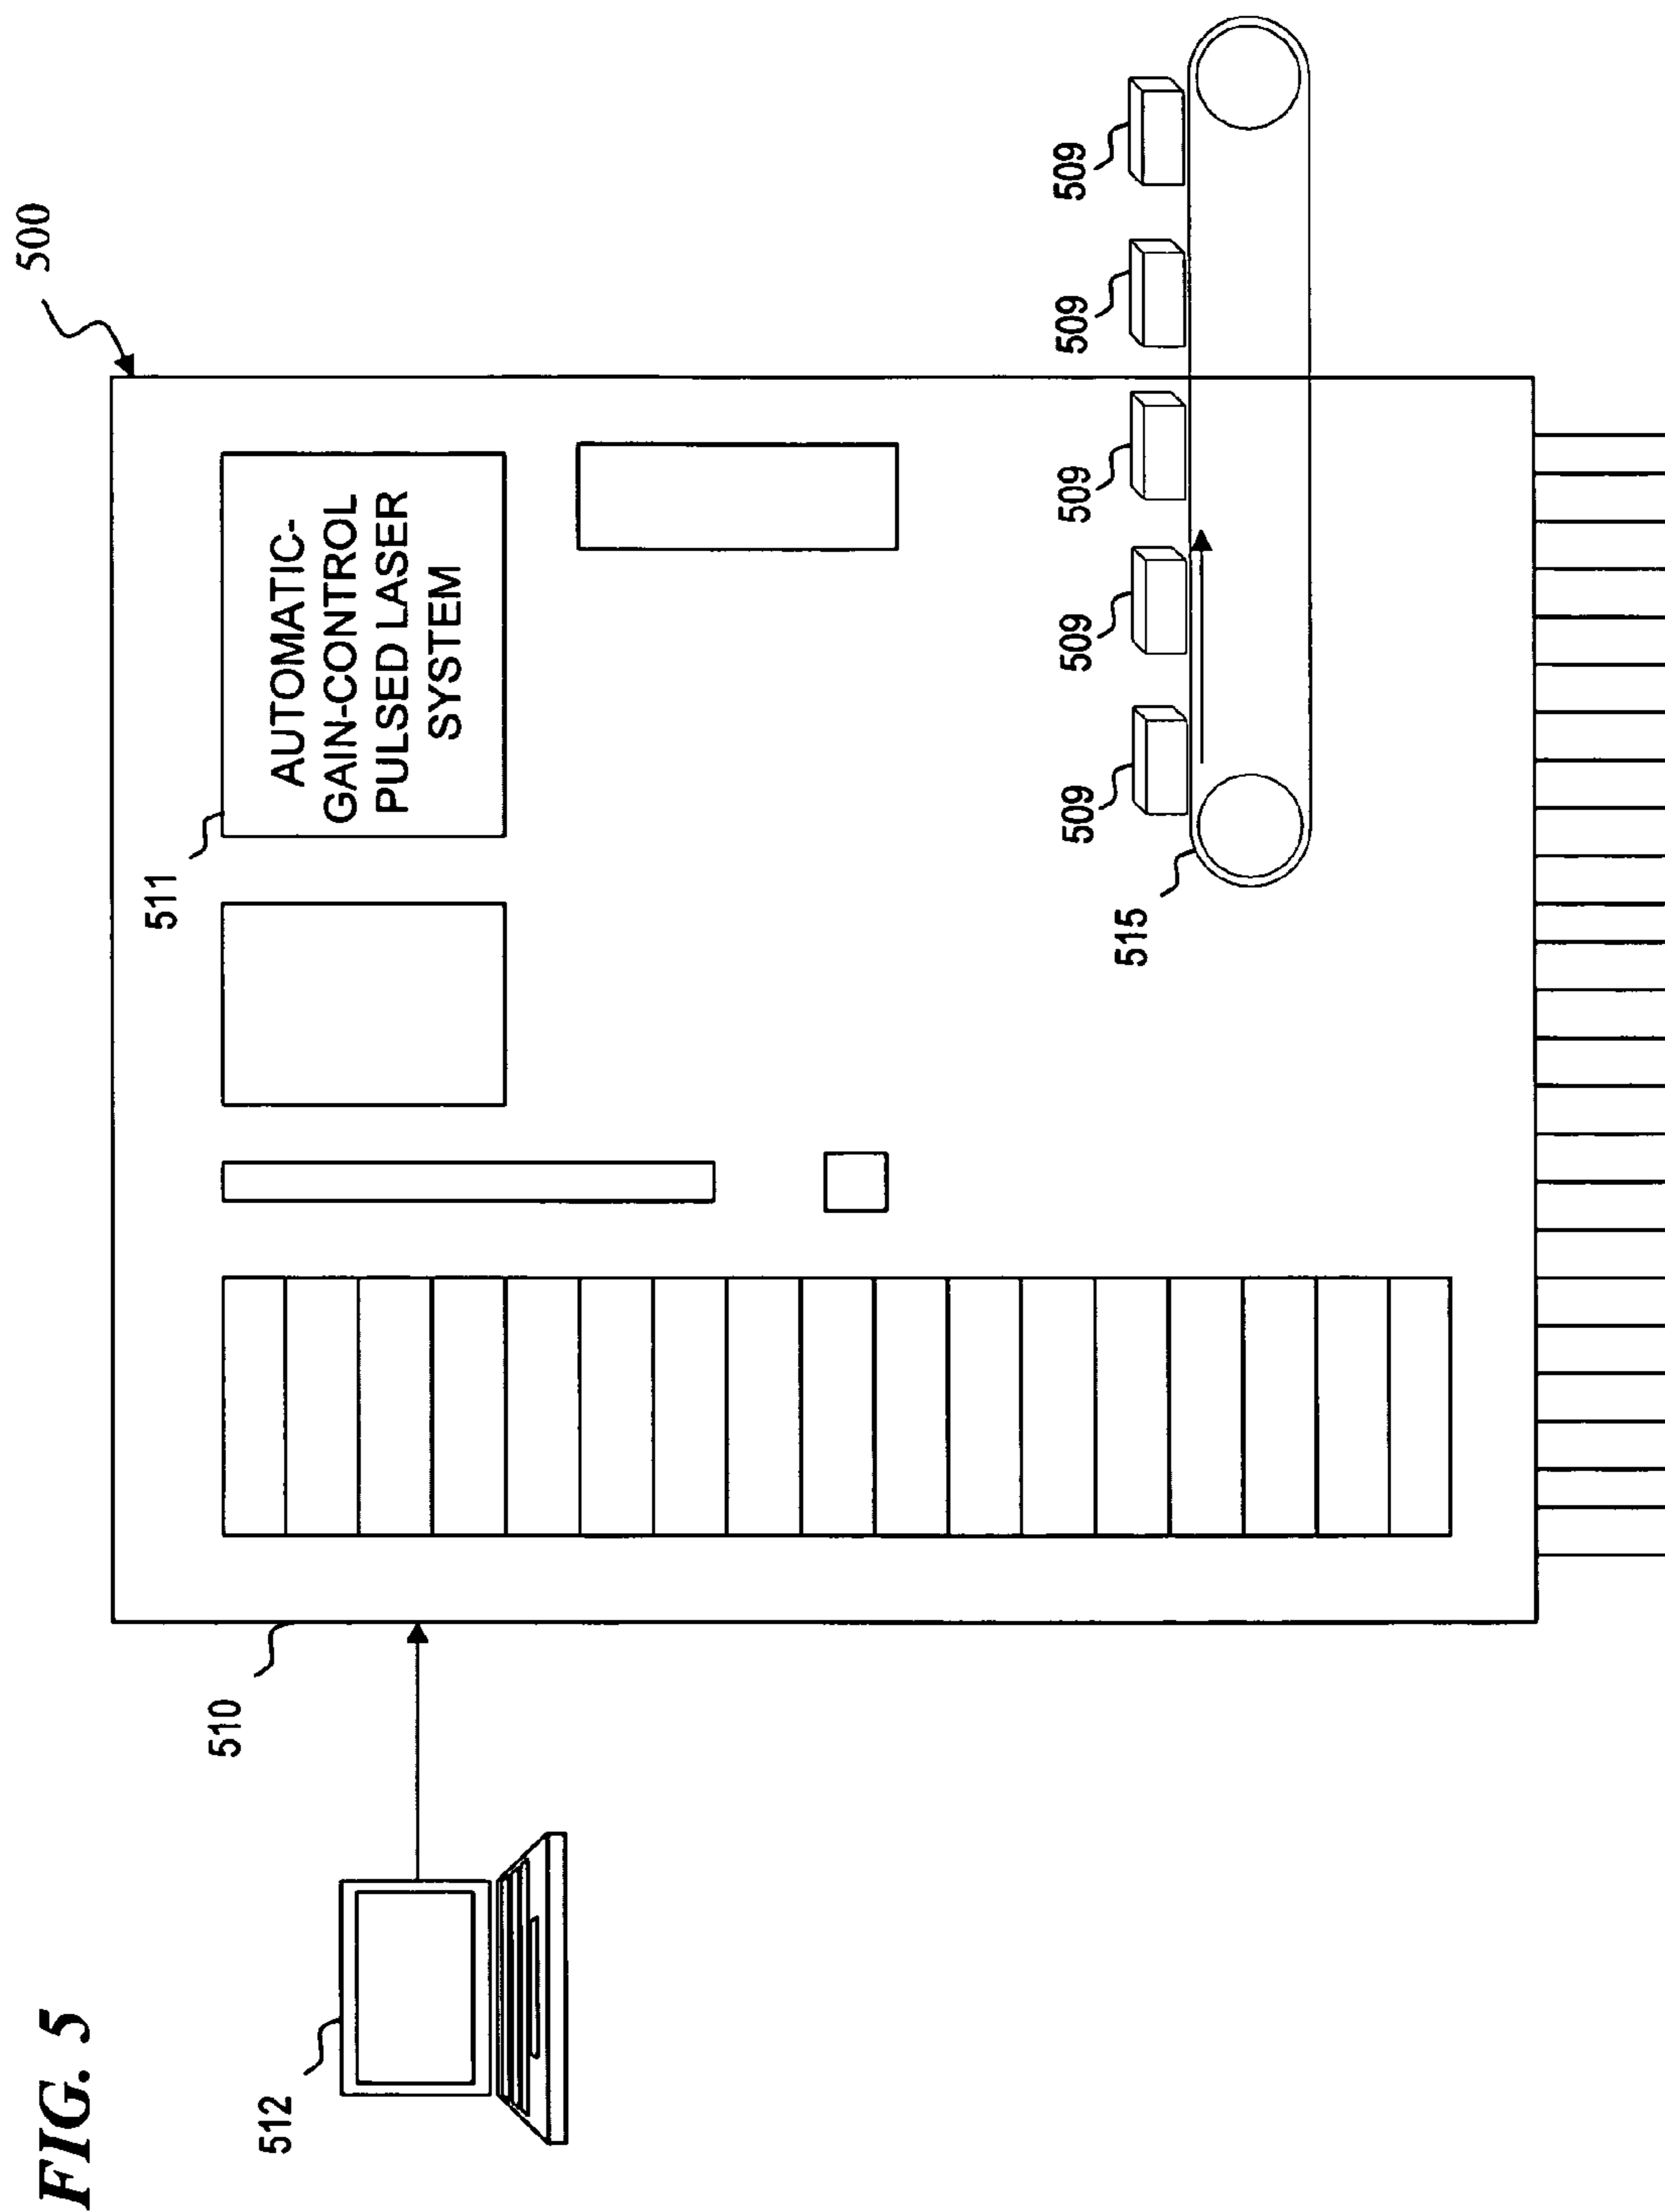 FIG. 5
500
512
510
511
AUTOMATIC-
GAIN-CONTROL
PULSED LASER
SYSTEM
515
509
509
509
509
509